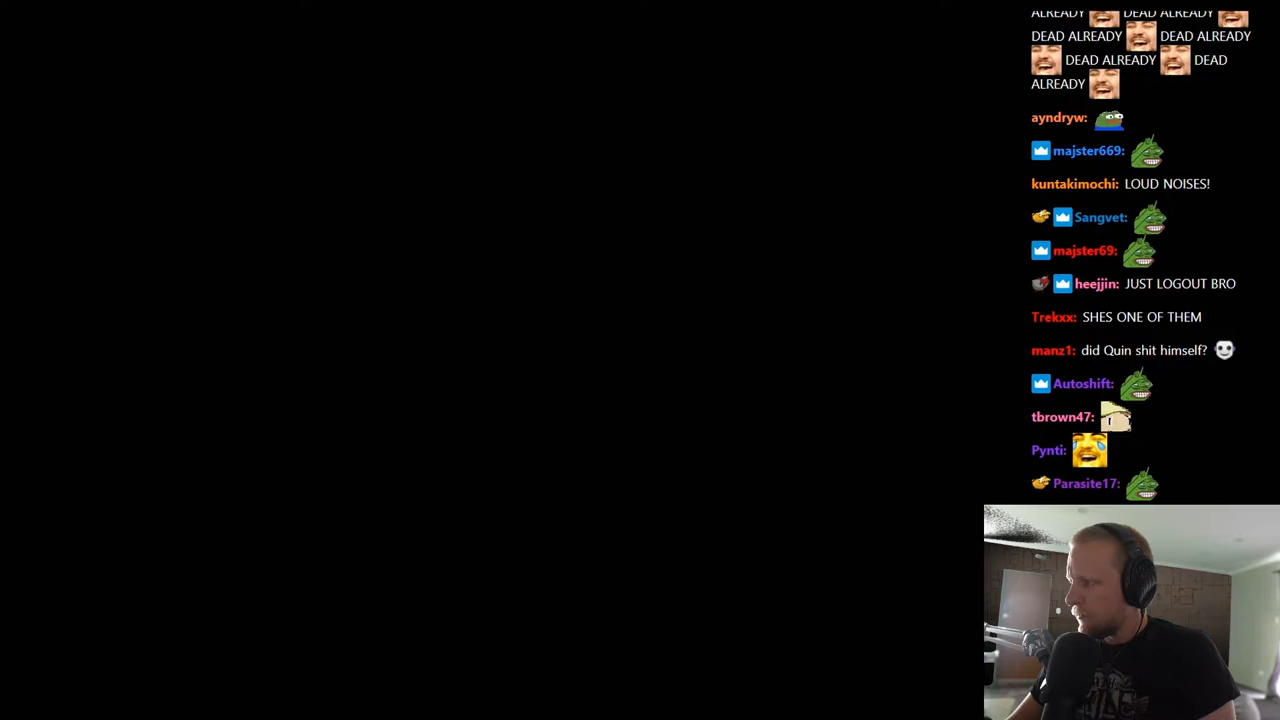 ALREADY DEAD ALREADY
DEAD ALREADY DEAD ALREADY
DEAD ALREADY DEAD
ALREADY
ayndryw:
majster669:
kuntakimochi: LOUD NOISES!
Sangvet:
majster69:
heejjin: JUST LOGOUT BRO
Trekxx: SHES ONE OF THEM
manz1: did Quin shit himself?
Autoshift:
tbrown47:
Pynti:
Parasite17: